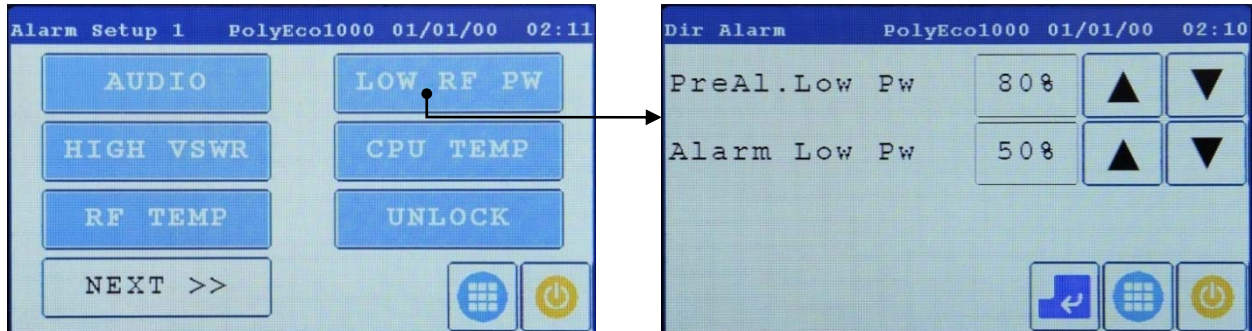 Alarm Setup 1 PolyEco1000 01/01/00 02:11
AUDIO LOW RF PW
HIGH VSWR CPU TEMP
RF TEMP UNLOCK
NEXT >>
Dir Alarm PolyEco1000 01/01/00 02:10
PreAl.Low Pw 80%
Alarm Low Pw 50%